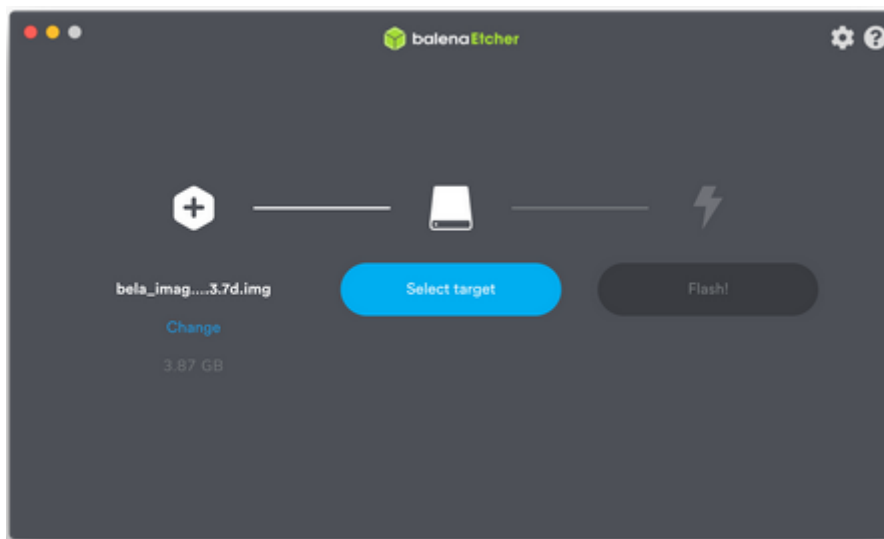 balenaEtcher
bela_imag....3.7d.img
Select target
Flash!
Change
3.87 GB